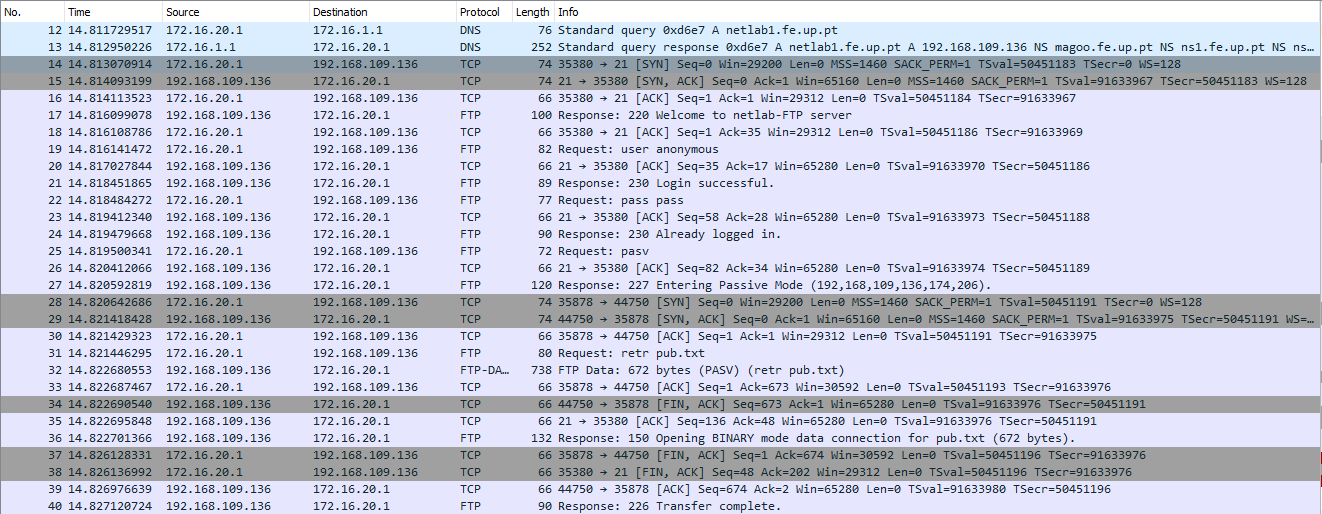 No. Time Source Destination Protocol Length Info
12 14.811729517 172.16.20.1 172.16.1.1 DNS 76 Standard query 0xd6e7 A netlab1.fe.up.pt
13 14.812950226 172.16.1.1 172.16.20.1 DNS 252 Standard query response 0xd6e7 A netlab1.fe.up.pt A 192.168.109.136 NS magoo.fe.up.pt NS ns1.fe.up.pt NS ns…
14 14.813070914 172.16.20.1 192.168.109.136 TCP 74 35380 → 21 [SYN] Seq=0 Win=29200 Len=0 MSS=1460 SACK_PERM=1 TSval=50451183 TSecr=0 WS=128
15 14.814093199 192.168.109.136 172.16.20.1 TCP 74 21 → 35380 [SYN, ACK] Seq=0 Ack=1 Win=65160 Len=0 MSS=1460 SACK_PERM=1 TSval=91633967 TSecr=50451183 WS=128
16 14.814113523 172.16.20.1 192.168.109.136 TCP 66 35380 → 21 [ACK] Seq=1 Ack=1 Win=29312 Len=0 TSval=50451184 TSecr=91633967
17 14.816099078 192.168.109.136 172.16.20.1 FTP 100 Response: 220 Welcome to netlab-FTP server
18 14.816108786 172.16.20.1 192.168.109.136 TCP 66 35380 → 21 [ACK] Seq=1 Ack=35 Win=29312 Len=0 TSval=50451186 TSecr=91633969
19 14.816141472 172.16.20.1 192.168.109.136 FTP 82 Request: user anonymous
20 14.817027844 192.168.109.136 172.16.20.1 TCP 66 21 → 35380 [ACK] Seq=35 Ack=17 Win=65280 Len=0 TSval=91633970 TSecr=50451186
21 14.818451865 192.168.109.136 172.16.20.1 FTP 89 Response: 230 Login successful.
22 14.818484272 172.16.20.1 192.168.109.136 FTP 77 Request: pass pass
23 14.819412340 192.168.109.136 172.16.20.1 TCP 66 21 → 35380 [ACK] Seq=58 Ack=28 Win=65280 Len=0 TSval=91633973 TSecr=50451188
24 14.819479668 192.168.109.136 172.16.20.1 FTP 90 Response: 230 Already logged in.
25 14.819500341 172.16.20.1 192.168.109.136 FTP 72 Request: pasv
26 14.820412066 192.168.109.136 172.16.20.1 TCP 66 21 → 35380 [ACK] Seq=82 Ack=34 Win=65280 Len=0 TSval=91633974 TSecr=50451189
27 14.820592819 192.168.109.136 172.16.20.1 FTP 120 Response: 227 Entering Passive Mode (192,168,109,136,174,206).
28 14.820642686 172.16.20.1 192.168.109.136 TCP 74 35878 → 44750 [SYN] Seq=0 Win=29200 Len=0 MSS=1460 SACK_PERM=1 TSval=50451191 TSecr=0 WS=128
29 14.821418428 192.168.109.136 172.16.20.1 TCP 74 44750 → 35878 [SYN, ACK] Seq=0 Ack=1 Win=65160 Len=0 MSS=1460 SACK_PERM=1 TSval=91633975 TSecr=50451191 WS=…
30 14.821429323 172.16.20.1 192.168.109.136 TCP 66 35878 → 44750 [ACK] Seq=1 Ack=1 Win=29312 Len=0 TSval=50451191 TSecr=91633975
31 14.821446295 172.16.20.1 192.168.109.136 FTP 80 Request: retr pub.txt
32 14.822680553 192.168.109.136 172.16.20.1 FTP-DA… 738 FTP Data: 672 bytes (PASV) (retr pub.txt)
33 14.822687467 172.16.20.1 192.168.109.136 TCP 66 35878 → 44750 [ACK] Seq=1 Ack=673 Win=30592 Len=0 TSval=50451193 TSecr=91633976
34 14.822690540 192.168.109.136 172.16.20.1 TCP 66 44750 → 35878 [FIN, ACK] Seq=673 Ack=1 Win=65280 Len=0 TSval=91633976 TSecr=50451191
35 14.822695848 192.168.109.136 172.16.20.1 TCP 66 21 → 35380 [ACK] Seq=136 Ack=48 Win=65280 Len=0 TSval=91633976 TSecr=50451191
36 14.822701366 192.168.109.136 172.16.20.1 FTP 132 Response: 150 Opening BINARY mode data connection for pub.txt (672 bytes).
37 14.826128331 172.16.20.1 192.168.109.136 TCP 66 35878 → 44750 [FIN, ACK] Seq=1 Ack=674 Win=30592 Len=0 TSval=50451196 TSecr=91633976
38 14.826136992 172.16.20.1 192.168.109.136 TCP 66 35380 → 21 [FIN, ACK] Seq=48 Ack=202 Win=29312 Len=0 TSval=50451196 TSecr=91633976
39 14.826976639 192.168.109.136 172.16.20.1 TCP 66 44750 → 35878 [ACK] Seq=674 Ack=2 Win=65280 Len=0 TSval=91633980 TSecr=50451196
40 14.827120724 192.168.109.136 172.16.20.1 FTP 90 Response: 226 Transfer complete.